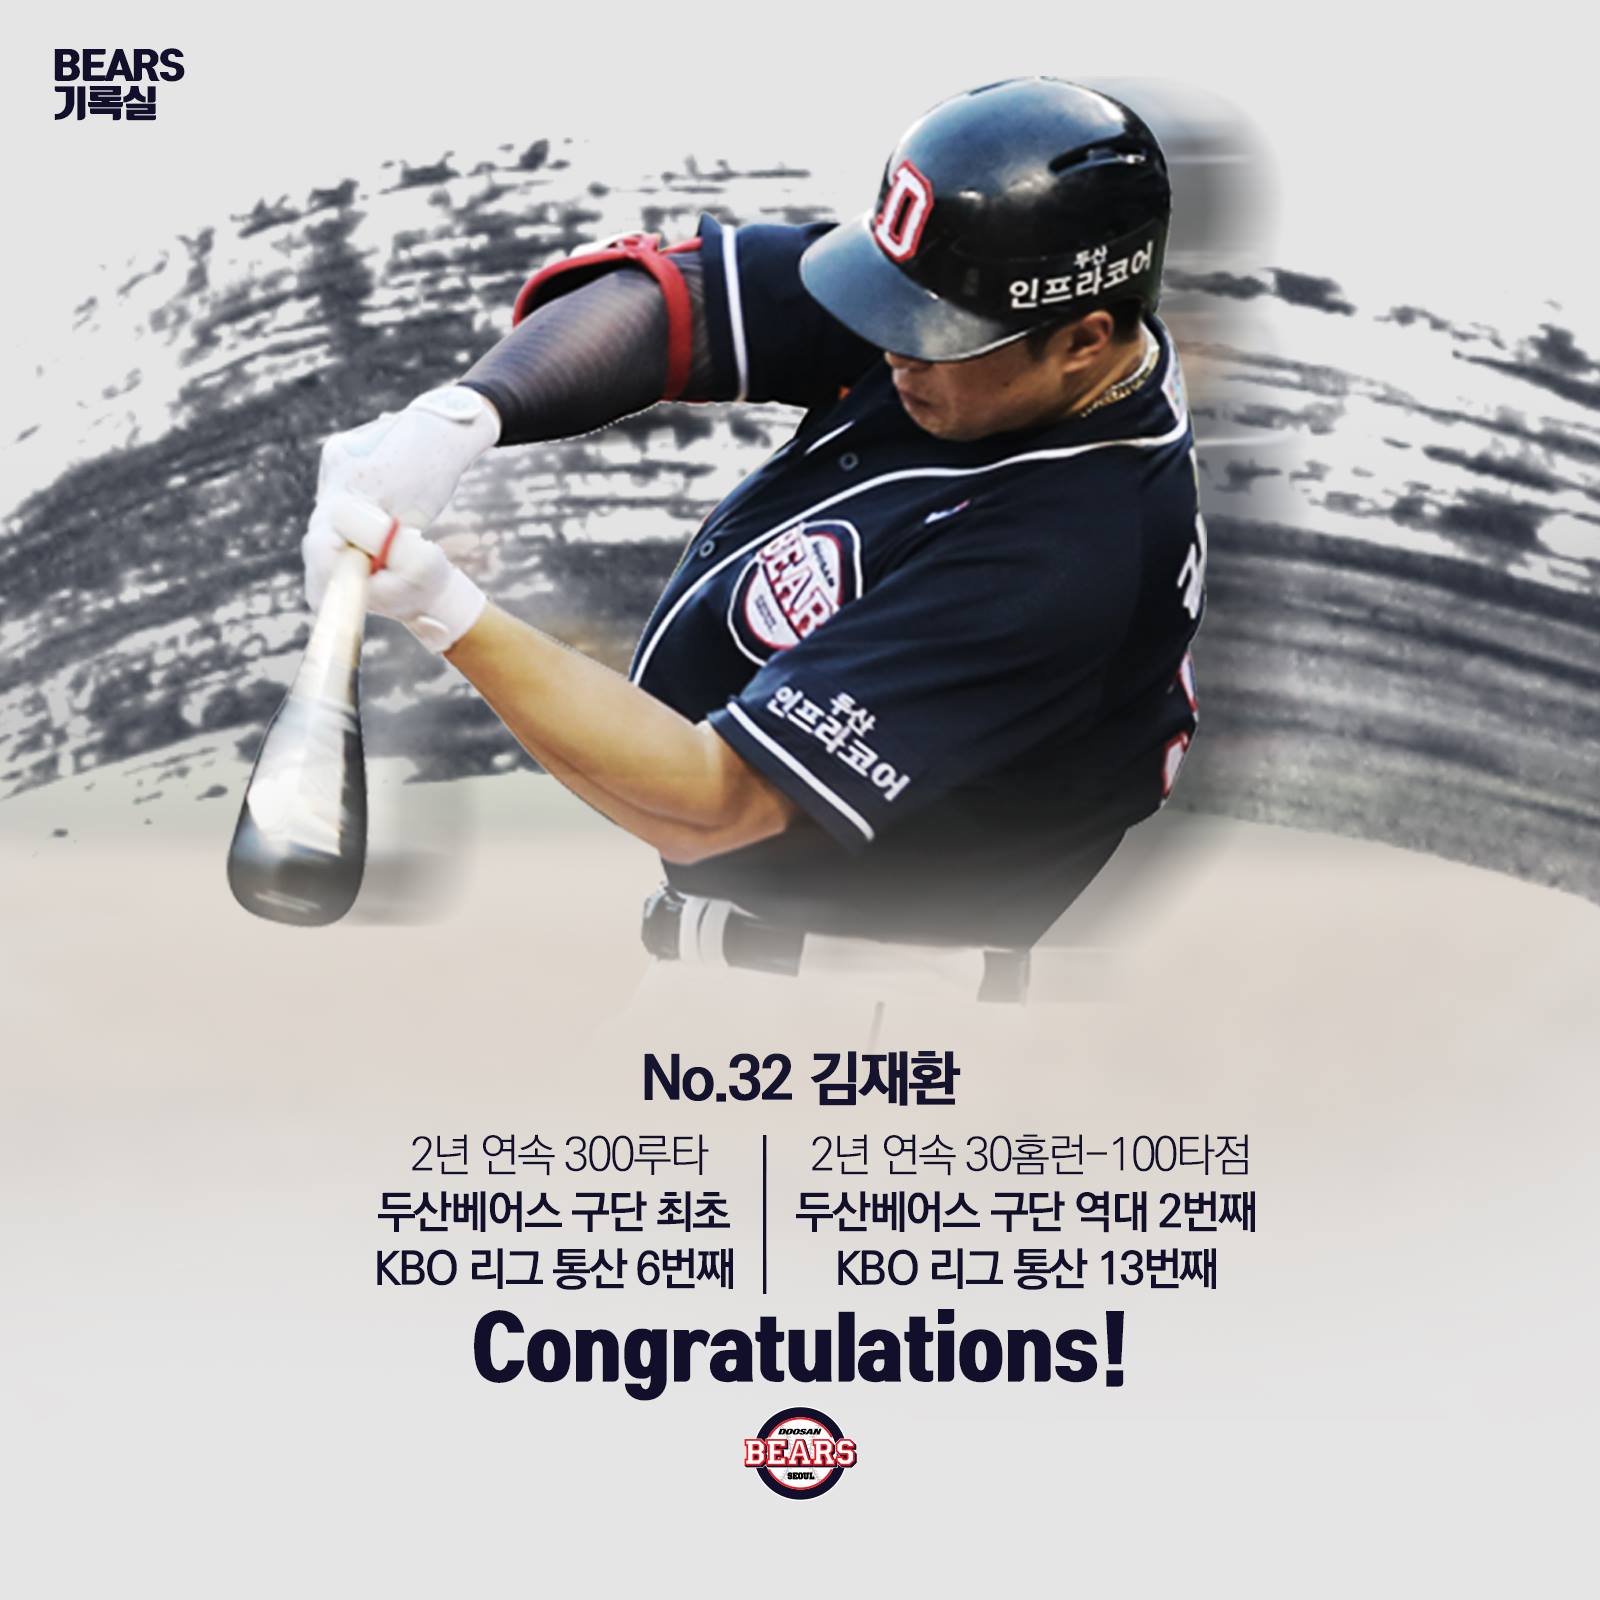 BEARS
기록실
D
두산
인프라코어
DOOSAN
BEARS
두산
인프라코어
No.32 김재환
2년 연속 300루타
두산베어스 구단 최초
KBO 리그 통산 6번째
2년 연속 30홈런-100타점
두산베어스 구단 역대 2번째
KBO 리그 통산 13번째
Congratulations!
DOOSAN
BEARS
SEOUL